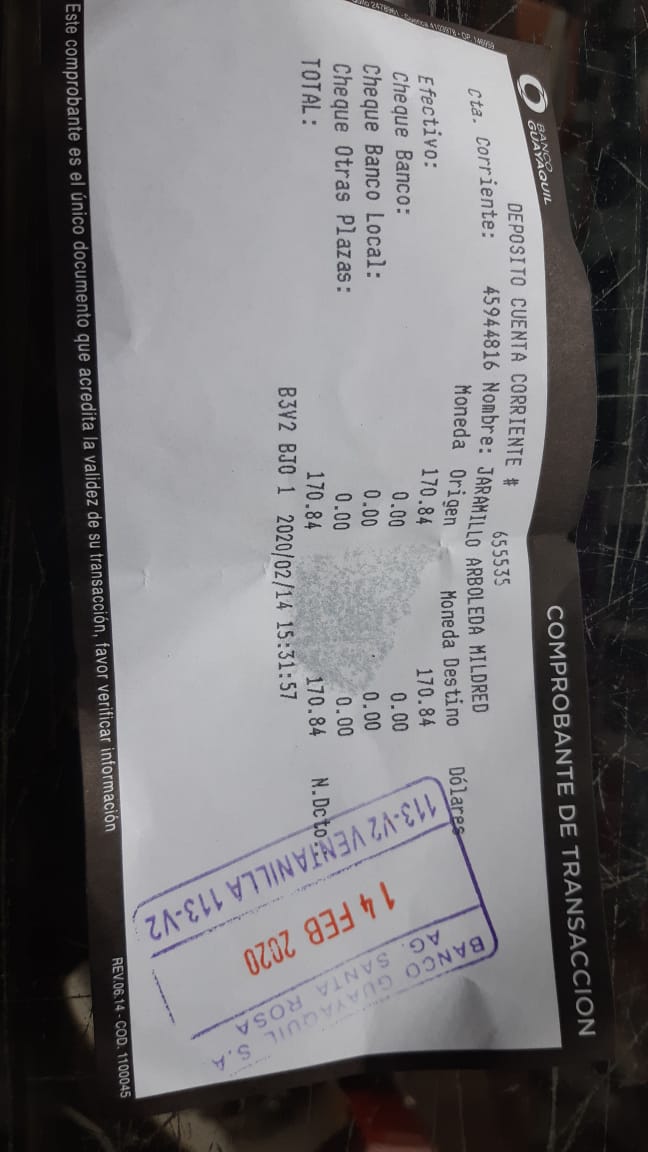 BANCO
GUAYAQUIL
COMPROBANTE DE TRANSACCION
DEPOSITO CUENTA CORRIENTE # 655535
Cta. Corriente: 45944816 Nombre: JARAMILLO ARBOLEDA MILDRED
Moneda Origen Moneda Destino Dólares
Efectivo: 170.84 170.84
Cheque Banco: 0.00 0.00
Cheque Banco Local: 0.00 0.00
Cheque Otras Plazas: 0.00 0.00
TOTAL: 170.84 170.84 N.Dcto
B3V2 BJO 1 2020/02/14 15:31:57
BANCO GUAYAQUIL S.A
AG. SANTA ROSA
14 FEB 2020
113-V2 VENTANILLA 113-V2
REV.06.14 - COD. 1100045
Este comprobante es el único documento que acredita la validez de su transacción, favor verificar información